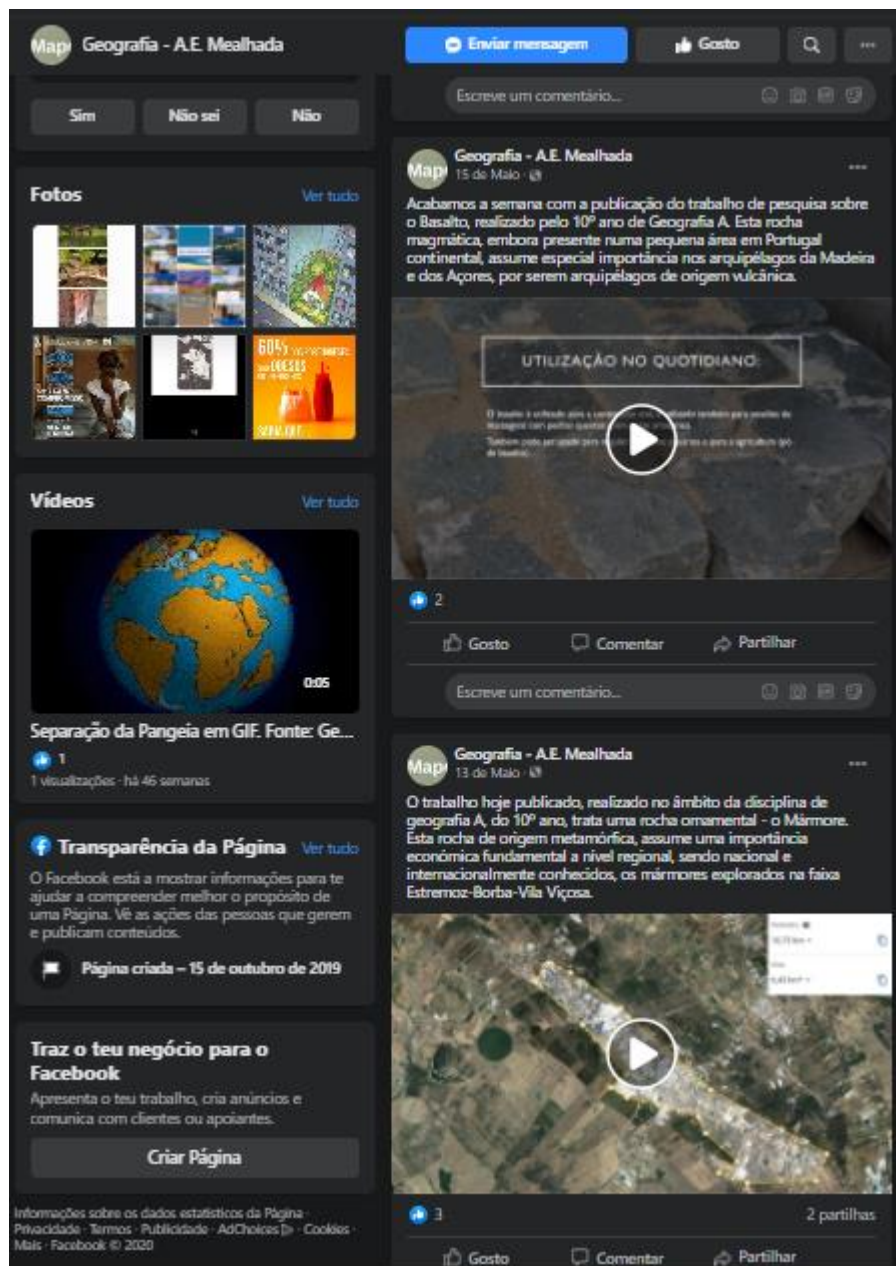 Geografia - A.E. Mealhada
Enviar mensagem
Gosto
Sim
Não sei
Não
Fotos
Ver tudo
60%
OBESOS
Vídeos
Ver tudo
0:05
Separação da Pangeia em GIF. Fonte: Ge...
1
1 visualizações · há 46 semanas
Transparência da Página
Ver tudo
O Facebook está a mostrar informações para te
ajudar a compreender melhor o propósito de
uma Página. Vê as ações das pessoas que gerem
e publicam conteúdos.
Página criada – 15 de outubro de 2019
Traz o teu negócio para o
Facebook
Apresenta o teu trabalho, cria anúncios e
comunica com clientes ou apoiantes.
Criar Página
Informações sobre os dados estatísticos da Página ·
Privacidade · Termos · Publicidade · AdChoices · Cookies ·
Mais · Facebook © 2020
Escreve um comentário...
Geografia - A.E. Mealhada
15 de Maio ·
Acabamos a semana com a publicação do trabalho de pesquisa sobre
o Basalto, realizado pelo 10º ano de Geografia A. Esta rocha
magmática, embora presente numa pequena área em Portugal
continental, assume especial importância nos arquipélagos da Madeira
e dos Açores, por serem arquipélagos de origem vulcânica.
UTILIZAÇÃO NO QUOTIDIANO:
2
Gosto
Comentar
Partilhar
Escreve um comentário...
Geografia - A.E. Mealhada
13 de Maio ·
O trabalho hoje publicado, realizado no âmbito da disciplina de
geografia A, do 10º ano, trata uma rocha ornamental - o Mármore.
Esta rocha de origem metamórfica, assume uma importância
económica fundamental a nível regional, sendo nacional e
internacionalmente conhecidos, os mármores explorados na faixa
Estremoz-Borba-Vila Viçosa.
3
2 partilhas
Gosto
Comentar
Partilhar